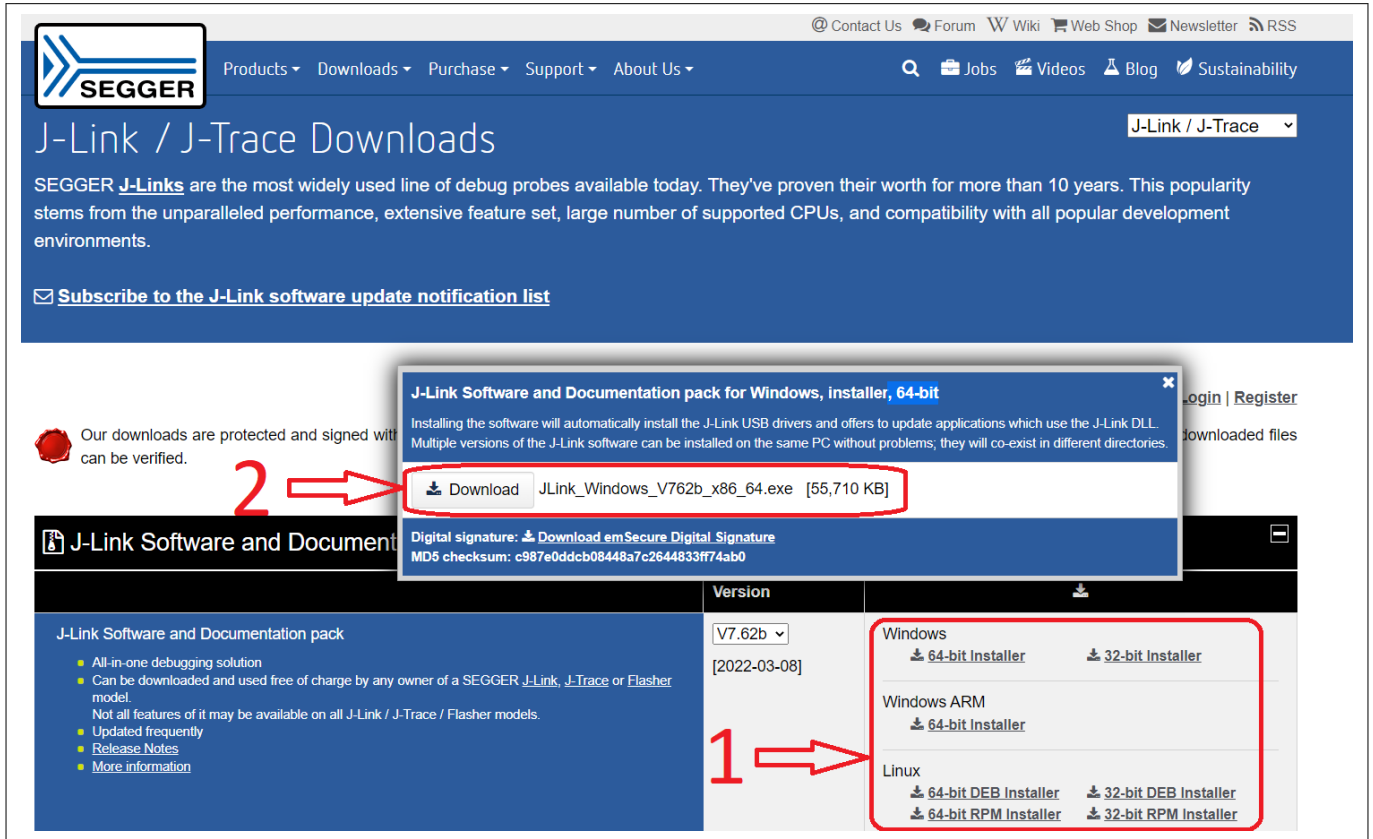 Contact Us Forum Wiki Web Shop Newsletter RSS
SEGGER
Products Downloads Purchase Support About Us Jobs Videos Blog Sustainability
J-Link / J-Trace Downloads
J-Link / J-Trace
SEGGER J-Links are the most widely used line of debug probes available today. They've proven their worth for more than 10 years. This popularity
stems from the unparalleled performance, extensive feature set, large number of supported CPUs, and compatibility with all popular development
environments.
Subscribe to the J-Link software update notification list
J-Link Software and Documentation pack for Windows, installer, 64-bit
Installing the software will automatically install the J-Link USB drivers and offers to update applications which use the J-Link DLL.
Multiple versions of the J-Link software can be installed on the same PC without problems; they will co-exist in different directories.
Login | Register
Our downloads are protected and signed with
downloaded files
can be verified.
2
Download JLink_Windows_V762b_x86_64.exe [55,710 KB]
Digital signature: Download emSecure Digital Signature
MD5 checksum: c987e0ddcb08448a7c2644833ff74ab0
J-Link Software and Document
Version
J-Link Software and Documentation pack
All-in-one debugging solution
Can be downloaded and used free of charge by any owner of a SEGGER J-Link, J-Trace or Flasher
model.
Not all features of it may be available on all J-Link / J-Trace / Flasher models.
Updated frequently
Release Notes
More information
V7.62b
[2022-03-08]
1
Windows
64-bit Installer 32-bit Installer
Windows ARM
64-bit Installer
Linux
64-bit DEB Installer 32-bit DEB Installer
64-bit RPM Installer 32-bit RPM Installer